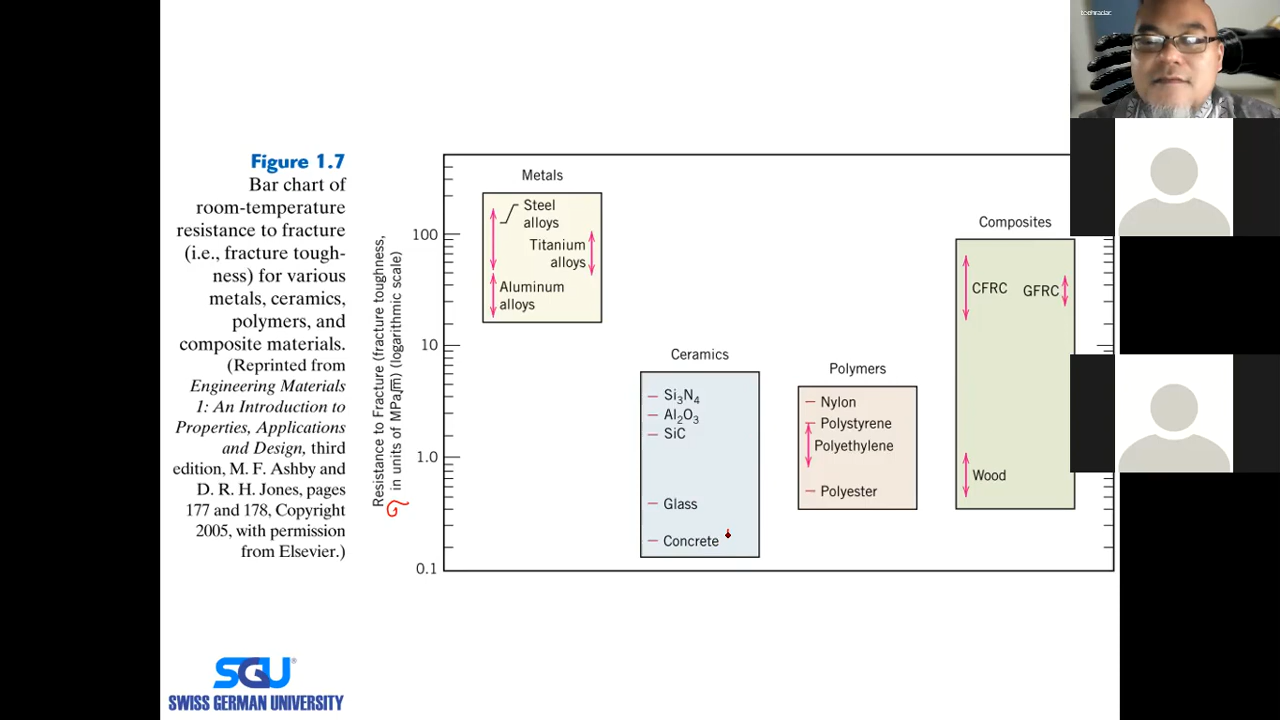 techradar
Figure 1.7
Bar chart of
room-temperature
resistance to fracture
(i.e., fracture tough-
ness) for various
metals, ceramics,
polymers, and
composite materials.
(Reprinted from
Engineering Materials
1: An Introduction to
Properties, Applications
and Design, third
edition, M. F. Ashby and
D. R. H. Jones, pages
177 and 178, Copyright
2005, with permission
from Elsevier.)
Resistance to Fracture (fracture toughness,
in units of MPa√m) (logarithmic scale)
σ
100
10
1.0
0.1
Metals
Steel
alloys
Titanium
alloys
Aluminum
alloys
Ceramics
Si₃N₄
Al₂O₃
SiC
Glass
Concrete
Polymers
Nylon
Polystyrene
Polyethylene
Polyester
Composites
CFRC
GFRC
Wood
SGU®
SWISS GERMAN UNIVERSITY